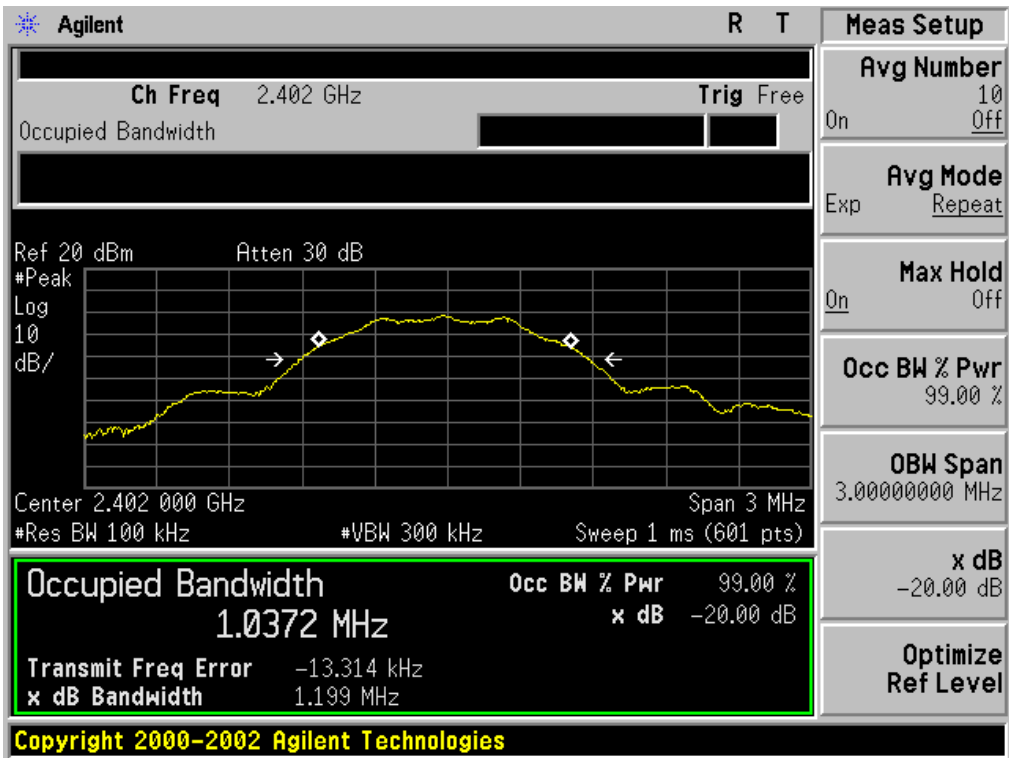 Agilent R T
Ch Freq 2.402 GHz Trig Free
Occupied Bandwidth
Ref 20 dBm Atten 30 dB
#Peak
Log
10
dB/
Center 2.402 000 GHz Span 3 MHz
#Res BW 100 kHz #VBW 300 kHz Sweep 1 ms (601 pts)
Occupied Bandwidth Occ BW % Pwr 99.00 %
1.0372 MHz x dB -20.00 dB
Transmit Freq Error -13.314 kHz
x dB Bandwidth 1.199 MHz
Copyright 2000-2002 Agilent Technologies
Meas Setup
Avg Number
10
On Off
Avg Mode
Exp Repeat
Max Hold
On Off
Occ BW % Pwr
99.00 %
OBW Span
3.00000000 MHz
x dB
-20.00 dB
Optimize
Ref Level